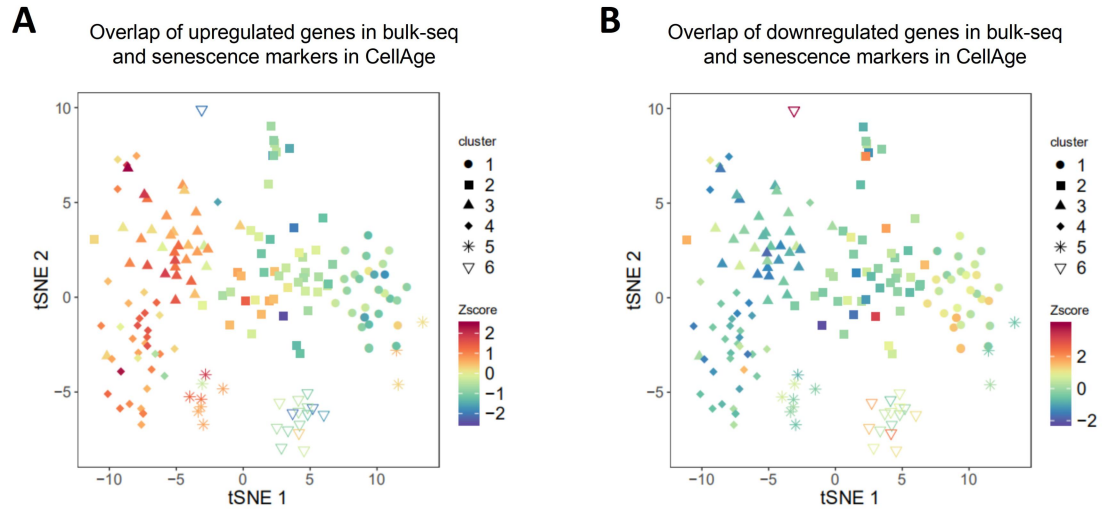 A
Overlap of upregulated genes in bulk-seq
and senescence markers in CellAge
tSNE 2
10
5
0
−5
−10
−5
0
5
10
tSNE 1
cluster
1
2
3
4
5
6
Zscore
2
1
0
−1
−2
B
Overlap of downregulated genes in bulk-seq
and senescence markers in CellAge
tSNE 2
10
5
0
−5
−10
−5
0
5
10
tSNE 1
cluster
1
2
3
4
5
6
Zscore
2
0
−2